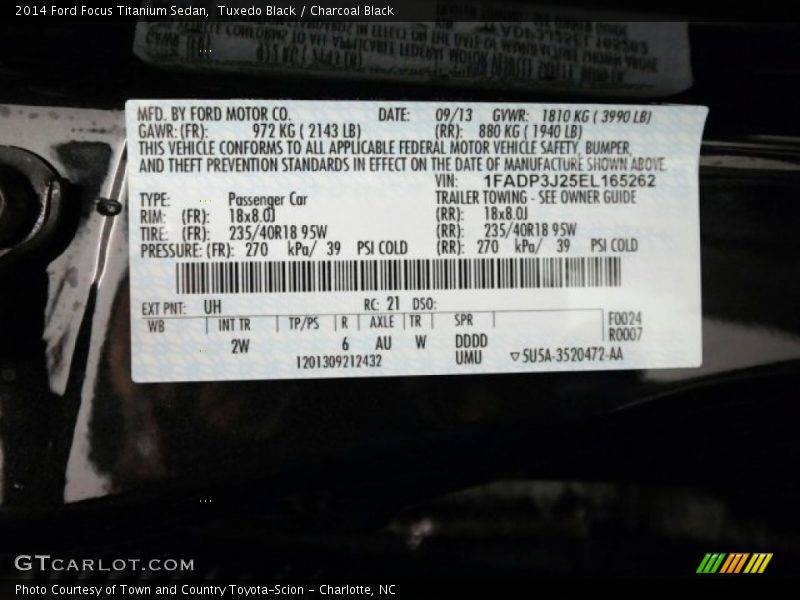 2014 Ford Focus Titanium Sedan,  Tuxedo Black / Charcoal Black
MFD. BY FORD MOTOR CO. DATE: 09/13 GVWR: 1810 KG ( 3990 LB)
GAWR: (FR): 972 KG ( 2143 LB) (RR): 880 KG ( 1940 LB)
THIS VEHICLE CONFORMS TO ALL APPLICABLE FEDERAL MOTOR VEHICLE SAFETY, BUMPER,
AND THEFT PREVENTION STANDARDS IN EFFECT ON THE DATE OF MANUFACTURE SHOWN ABOVE.
VIN: 1FADP3J25EL165262
TYPE: Passenger Car TRAILER TOWING - SEE OWNER GUIDE
RIM: (FR): 18x8.0J (RR): 18x8.0J
TIRE: (FR): 235/40R18 95W (RR): 235/40R18 95W
PRESSURE: (FR): 270 kPa/ 39 PSI COLD (RR): 270 kPa/ 39 PSI COLD
EXT PNT: UH RC: 21 DSO:
WB INT TR TP/PS R AXLE TR SPR F0024
2W 6 AU W DDDD R0007
1201309212432 UMU ▽5U5A-3520472-AA
GTCARLOT.COM
Photo Courtesy of Town and Country Toyota-Scion - Charlotte, NC